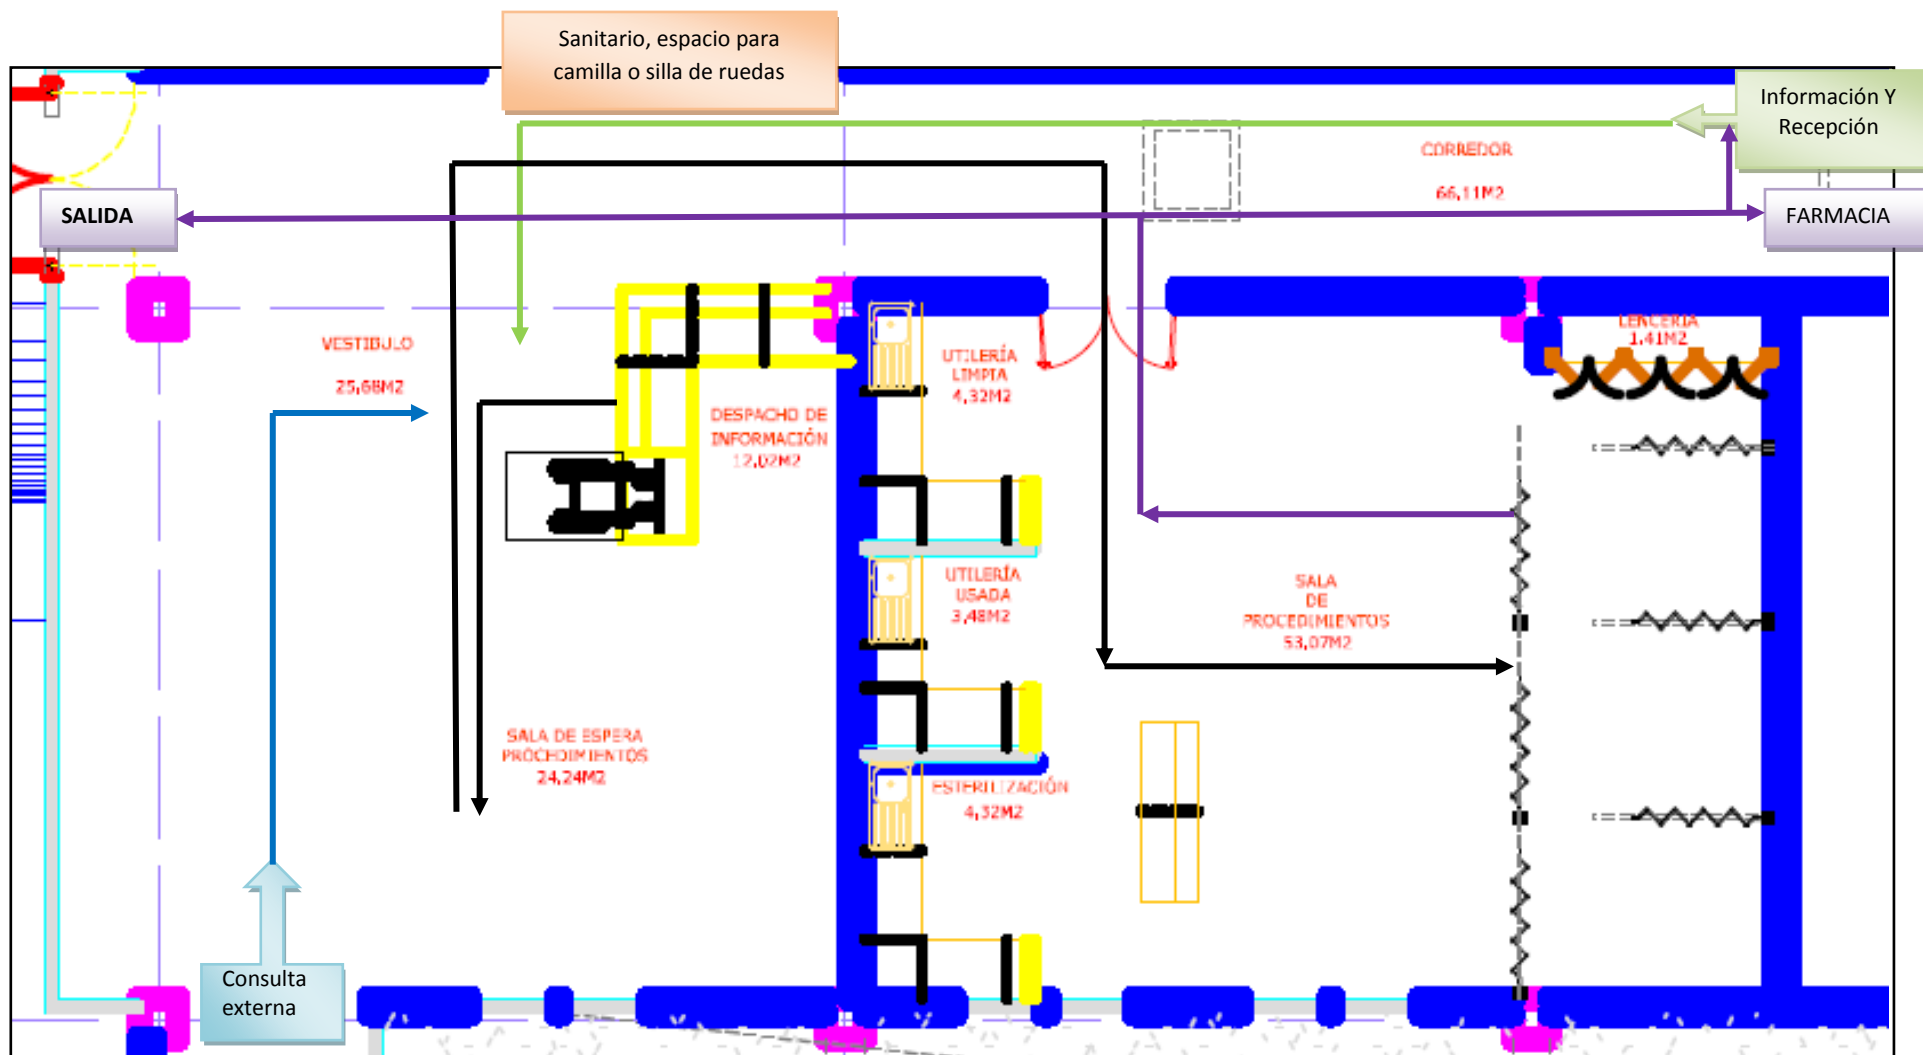 Sanitario, espacio para
camilla o silla de ruedas
Información Y
Recepción
CORREDOR
66,11M2
SALIDA
FARMACIA
VESTIBULO
25,68M2
LENCERIA
1,41M2
UTILERÍA
LIMPIA
4,32M2
DESPACHO DE
INFORMACIÓN
12,02M2
UTILERÍA
USADA
3,48M2
SALA
DE
PROCEDIMIENTOS
53,07M2
SALA DE ESPERA
PROCEDIMIENTOS
24,24M2
ESTERILIZACIÓN
4,32M2
Consulta
externa